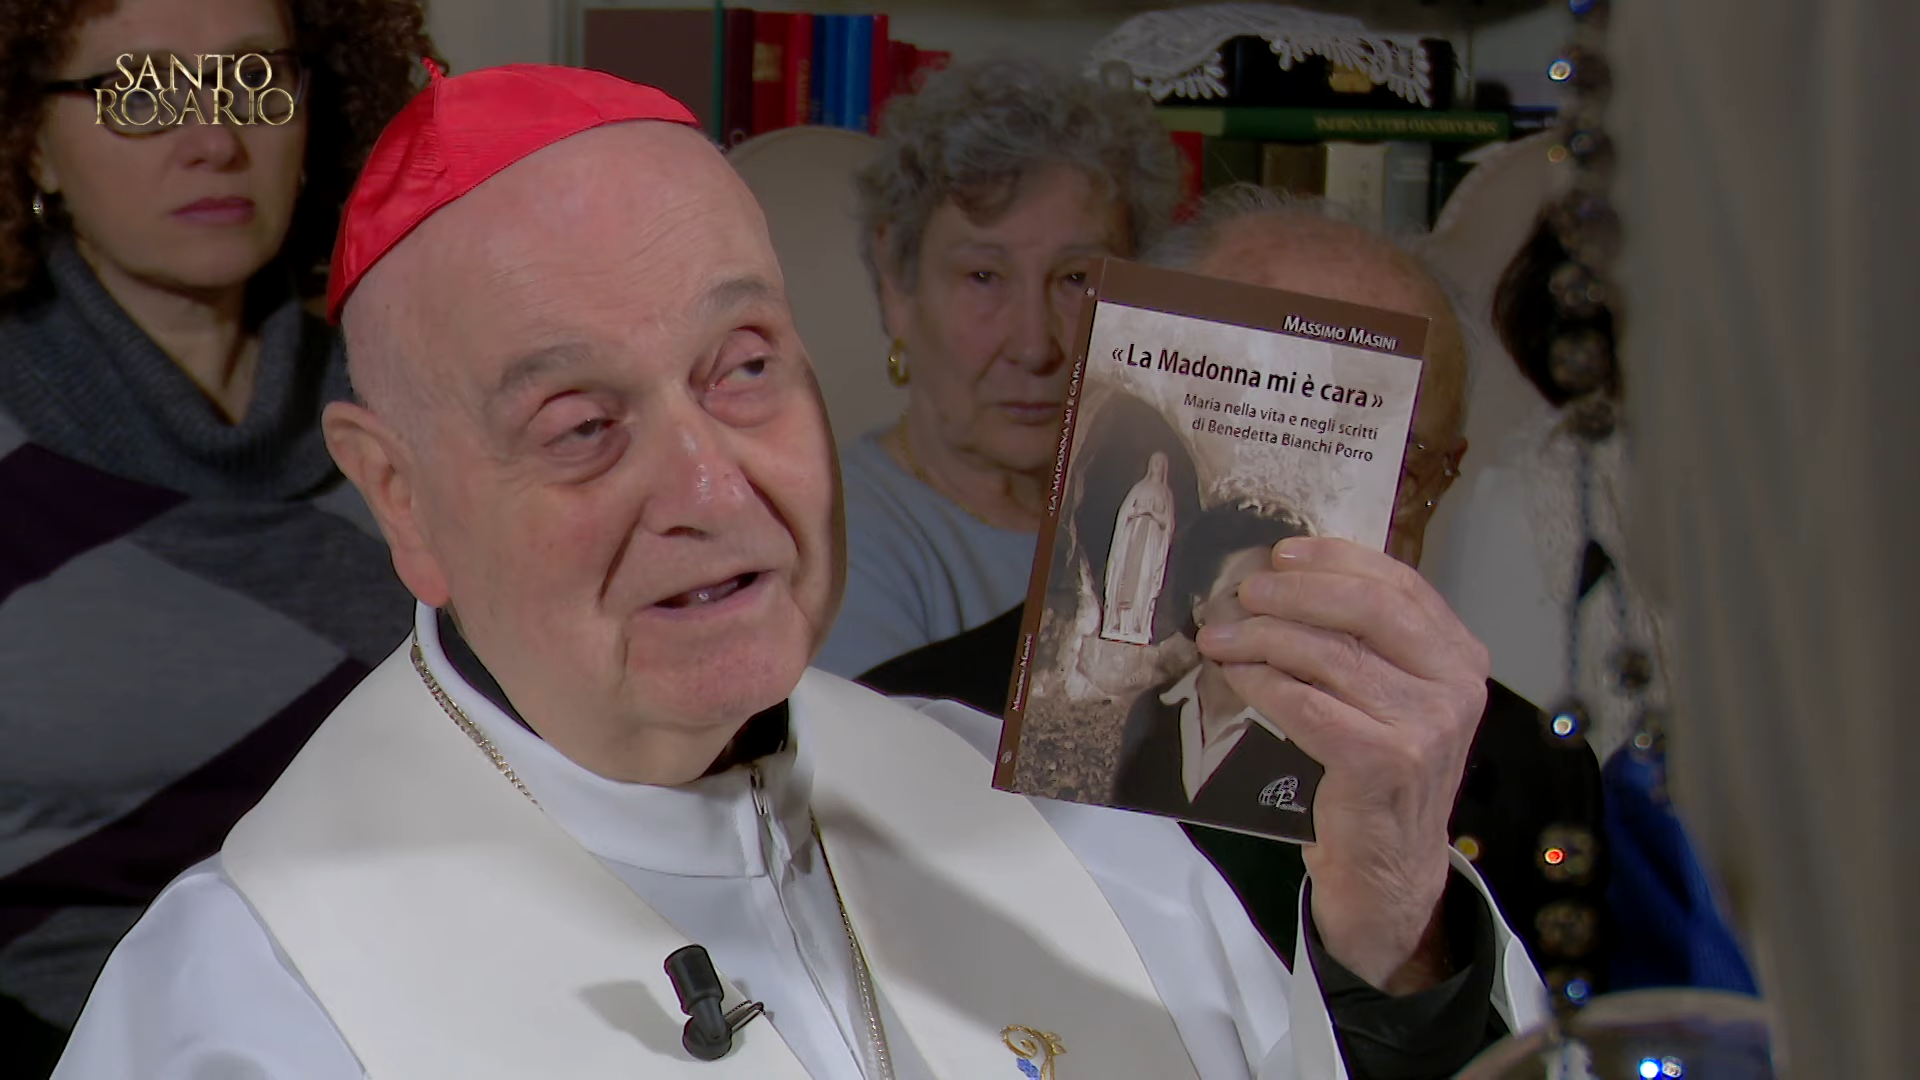 SANTO
ROSARIO
MASSIMO MASINI
«La Madonna mi è cara»
Maria nella vita e negli scritti
di Benedetta Bianchi Porro
«LA MADONNA MI È CARA»
Massimo Masini